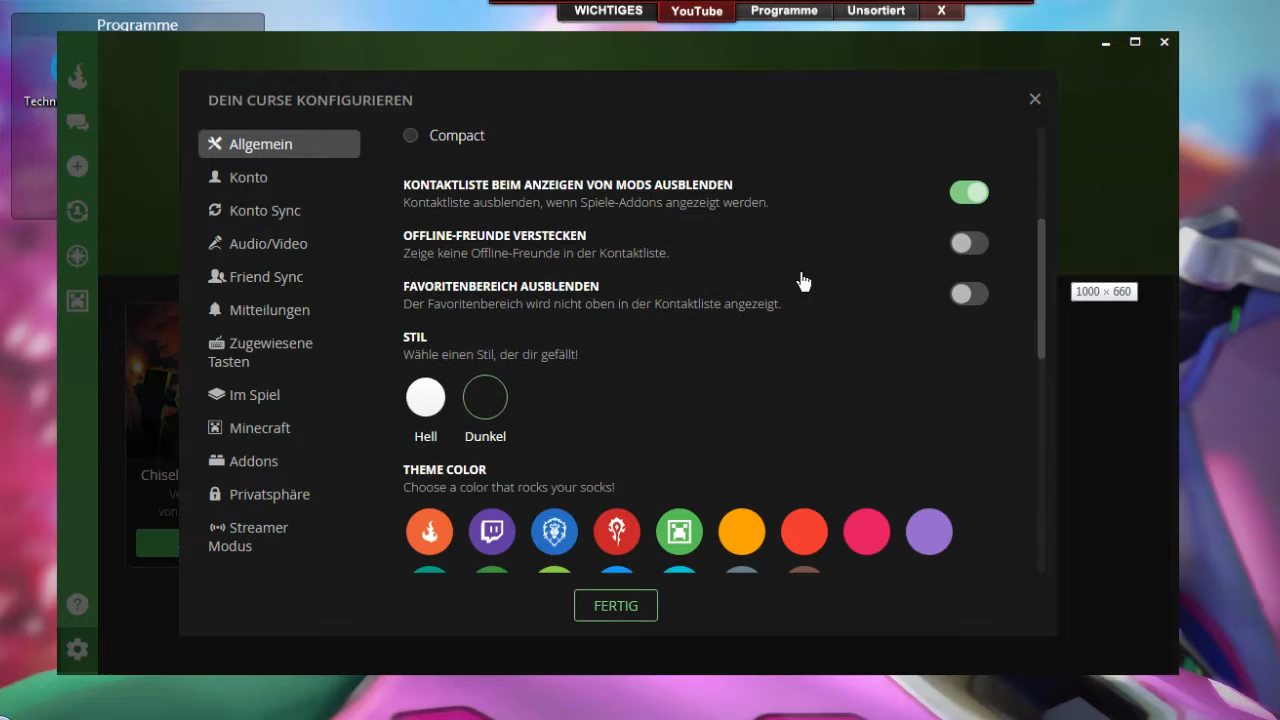 WICHTIGES YouTube Programme Unsortiert X
Programme
Techn
DEIN CURSE KONFIGURIEREN
Allgemein
Konto
Konto Sync
Audio/Video
Friend Sync
Mitteilungen
Zugewiesene
Tasten
Im Spiel
Minecraft
Addons
Privatsphäre
Streamer
Modus
Compact
KONTAKTLISTE BEIM ANZEIGEN VON MODS AUSBLENDEN
Kontaktliste ausblenden, wenn Spiele-Addons angezeigt werden.
OFFLINE-FREUNDE VERSTECKEN
Zeige keine Offline-Freunde in der Kontaktliste.
FAVORITENBEREICH AUSBLENDEN
Der Favoritenbereich wird nicht oben in der Kontaktliste angezeigt.
STIL
Wähle einen Stil, der dir gefällt!
Hell Dunkel
THEME COLOR
Choose a color that rocks your socks!
FERTIG
1000 × 660
Chisel
Ve
von